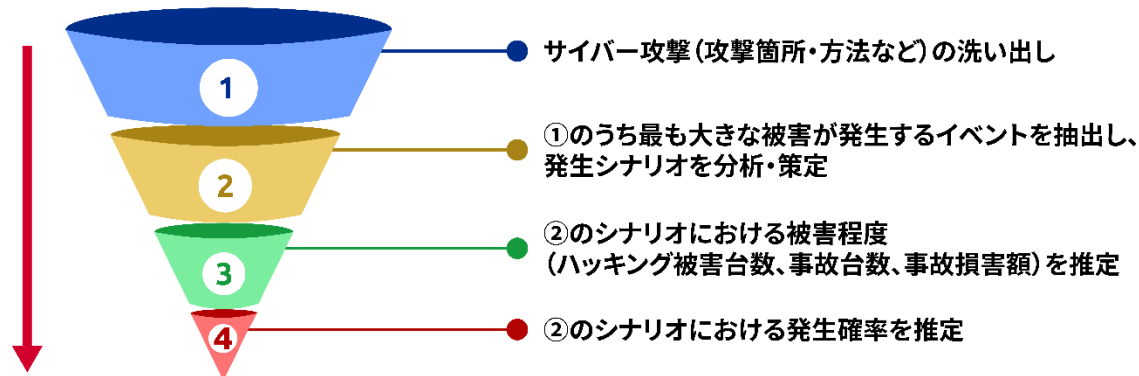 1
サイバー攻撃(攻撃箇所・方法など)の洗い出し
2
①のうち最も大きな被害が発生するイベントを抽出し、
発生シナリオを分析・策定
3
②のシナリオにおける被害程度
(ハッキング被害台数、事故台数、事故損害額)を推定
4
②のシナリオにおける発生確率を推定